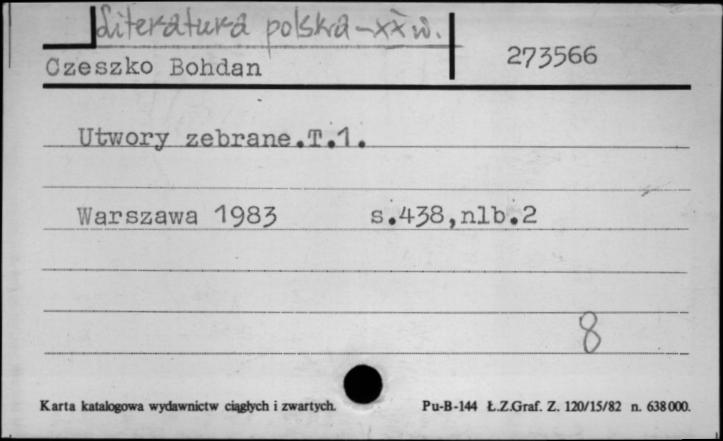 Literatura polska - XX w.
Czeszko Bohdan
273566
Utwory zebrane.T.1.
Warszawa 1983 s.438,nlb.2
8
Karta katalogowa wydawnictw ciągłych i zwartych. Pu-B-144 Ł.Z.Graf. Z. 120/15/82 n. 638000.